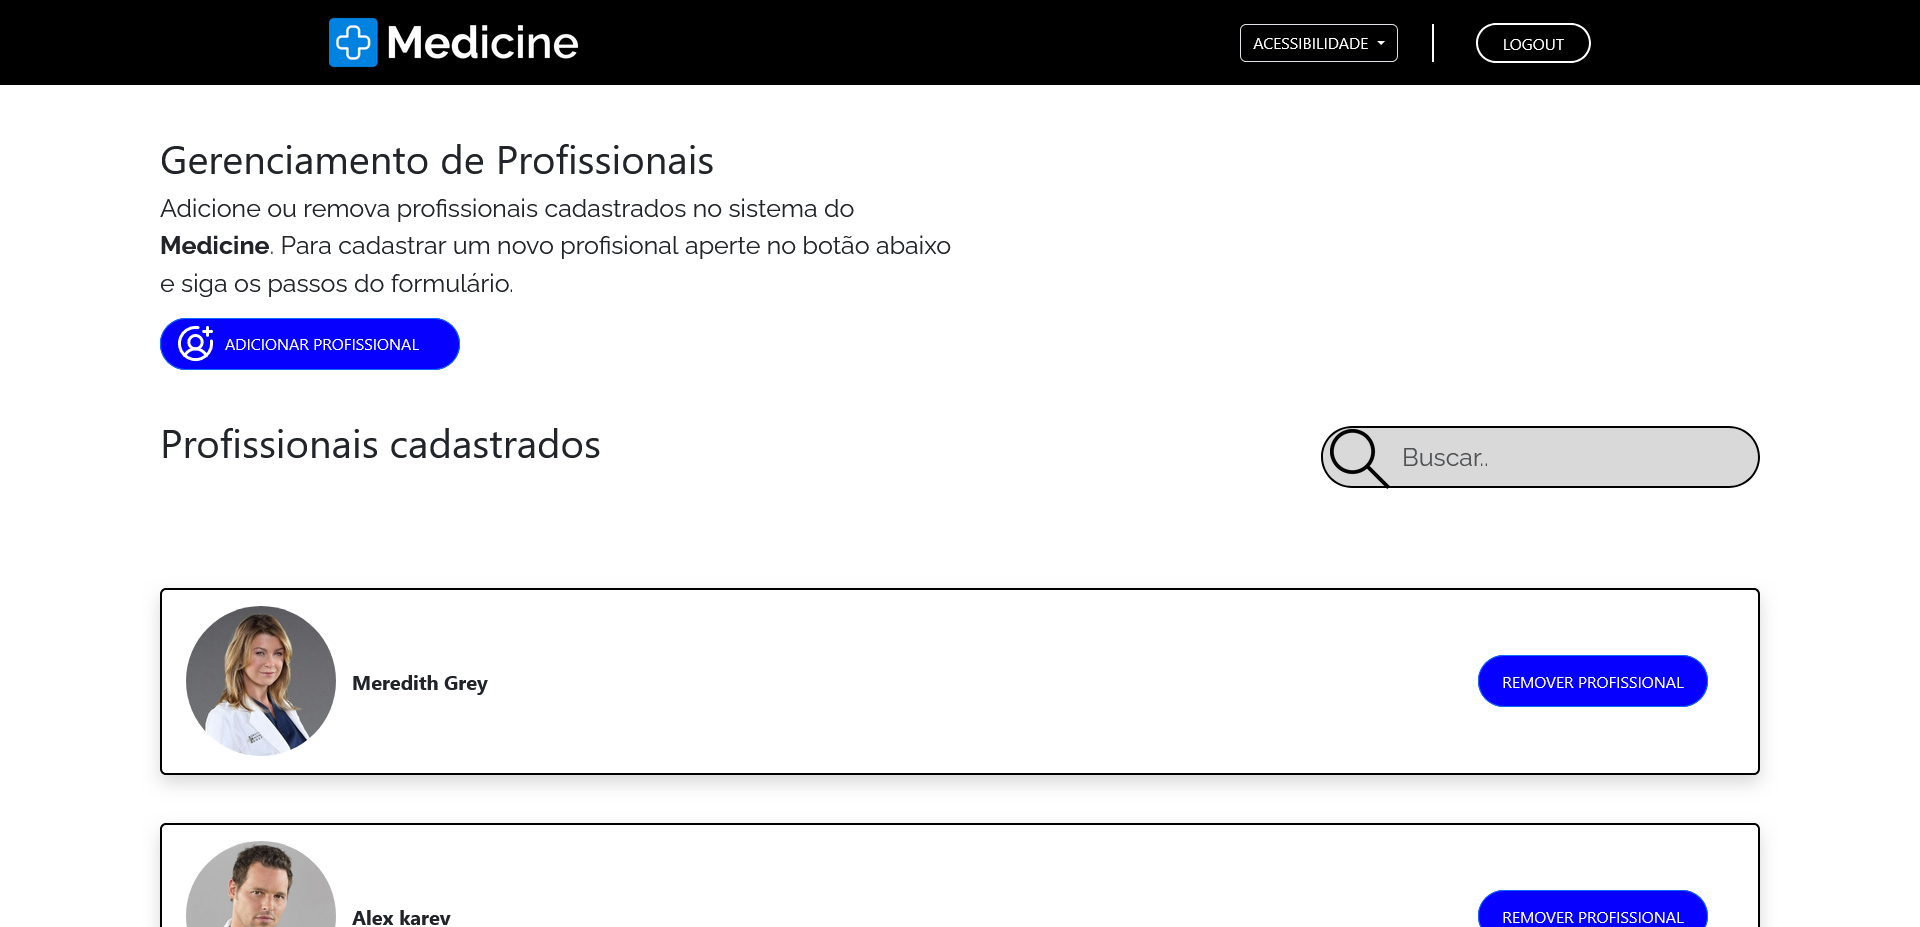 Medicine
ACESSIBILIDADE
LOGOUT
Gerenciamento de Profissionais
Adicione ou remova profissionais cadastrados no sistema do
Medicine. Para cadastrar um novo profisional aperte no botão abaixo
e siga os passos do formulário.
ADICIONAR PROFISSIONAL
Profissionais cadastrados
Buscar..
Meredith Grey
REMOVER PROFISSIONAL
Alex karev
REMOVER PROFISSIONAL